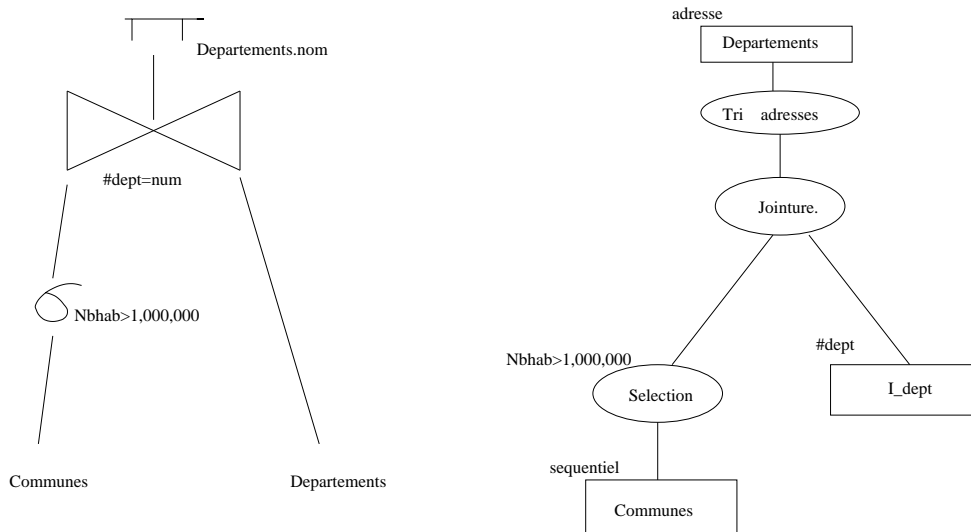 Departements.nom
#dept=num
Nbhab>1,000,000
Communes
Departements
adresse
Departements
Tri adresses
Jointure.
Nbhab>1,000,000
Selection
#dept
I_dept
sequentiel
Communes